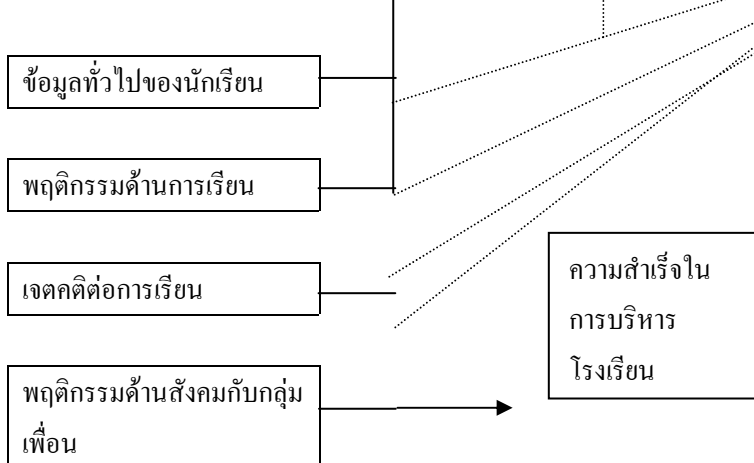 ข้อมูลทั่วไปของนักเรียน
พฤติกรรมด้านการเรียน
เจตคติต่อการเรียน
พฤติกรรมด้านสังคมกับกลุ่ม
เพื่อน
ความสำเร็จใน
การบริหาร
โรงเรียน